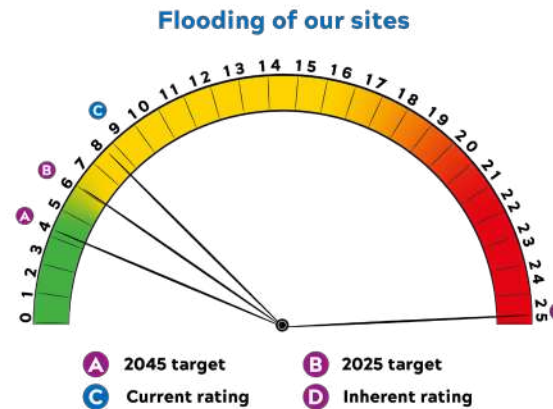 Flooding of our sites
0 1 2 3 4 5 6 7 8 9 10 11 12 13 14 15 16 17 18 19 20 21 22 23 24 25
C
B
A
A 2045 target B 2025 target
C Current rating D Inherent rating